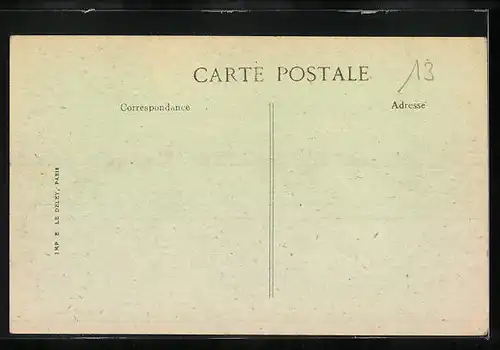 CARTE POSTALE
13
Correspondance
Adresse
IMP. E. LE DELEY, PARIS